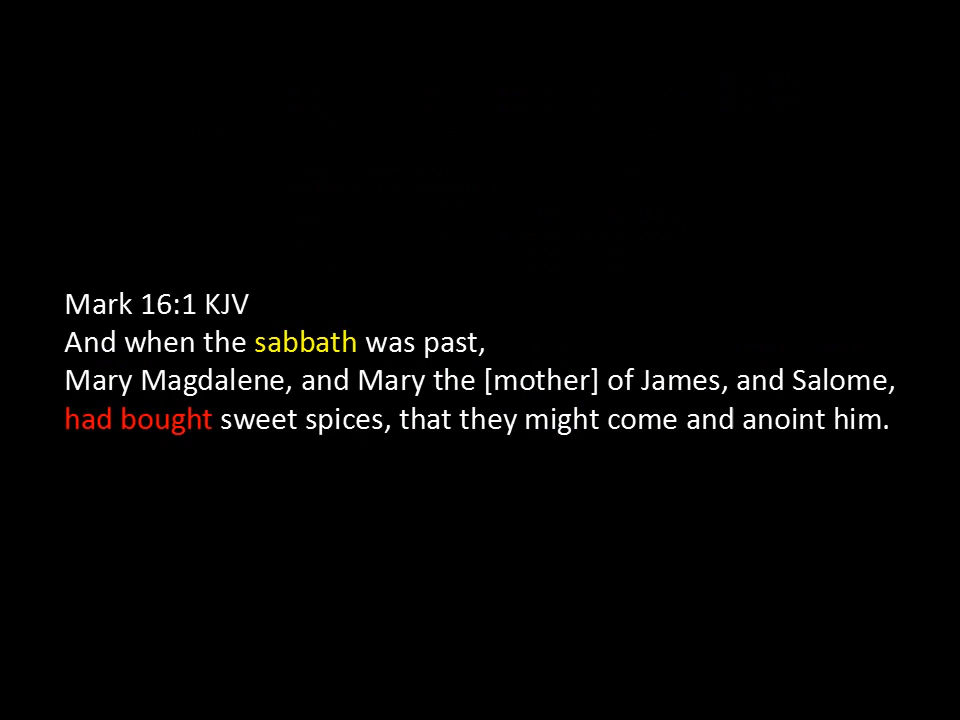 Mark 16:1 KJV
And when the sabbath was past,
Mary Magdalene, and Mary the [mother] of James, and Salome,
had bought sweet spices, that they might come and anoint him.